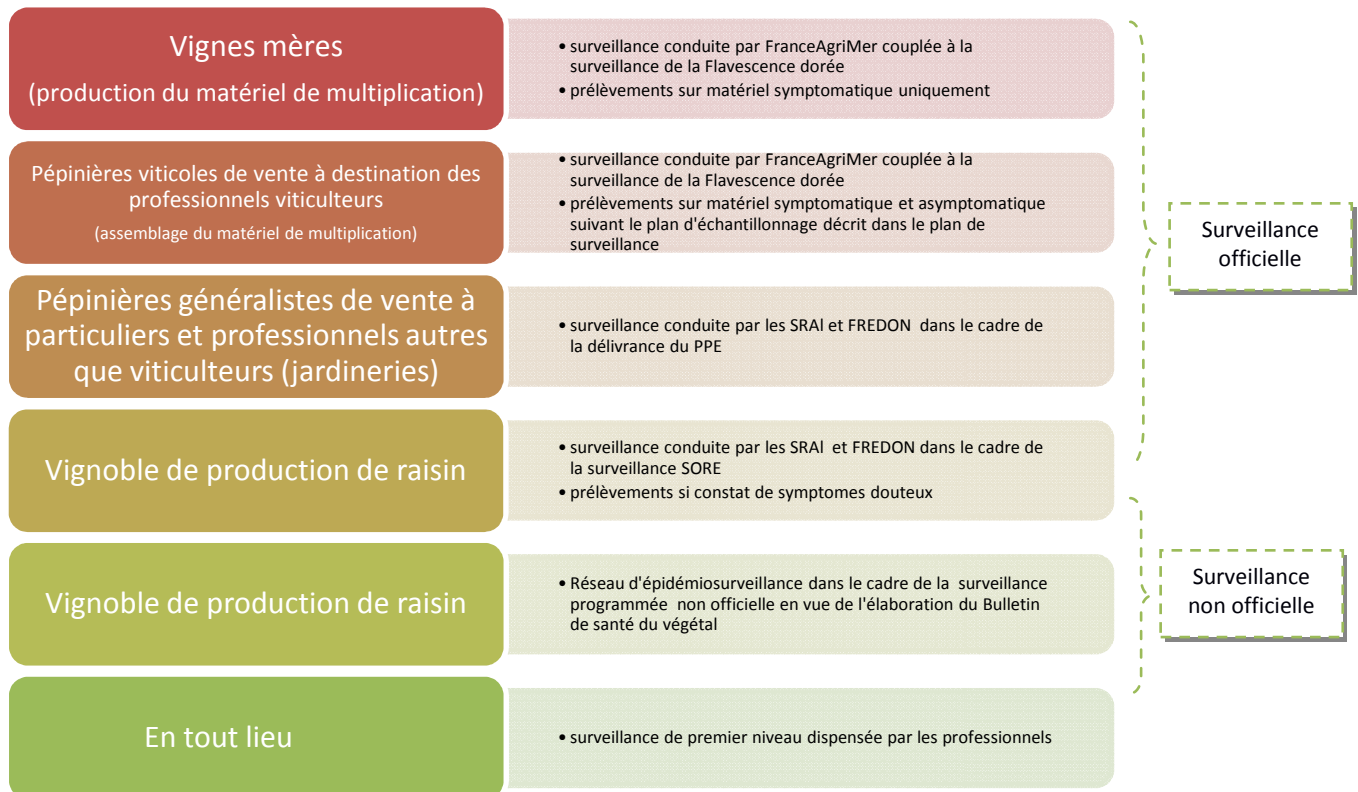 Vignes mères
(production du matériel de multiplication)
• surveillance conduite par FranceAgriMer couplée à la
surveillance de la Flavescence dorée
• prélèvements sur matériel symptomatique uniquement
Pépinières viticoles de vente à destination des
professionnels viticulteurs
(assemblage du matériel de multiplication)
• surveillance conduite par FranceAgriMer couplée à la
surveillance de la Flavescence dorée
• prélèvements sur matériel symptomatique et asymptomatique
suivant le plan d'échantillonnage décrit dans le plan de
surveillance
Surveillance
officielle
Pépinières généralistes de vente à
particuliers et professionnels autres
que viticulteurs (jardineries)
• surveillance conduite par les SRAl et FREDON dans le cadre de
la délivrance du PPE
Vignoble de production de raisin
• surveillance conduite par les SRAl et FREDON dans le cadre de
la surveillance SORE
• prélèvements si constat de symptomes douteux
Vignoble de production de raisin
• Réseau d'épidémiosurveillance dans le cadre de la surveillance
programmée non officielle en vue de l'élaboration du Bulletin
de santé du végétal
Surveillance
non officielle
En tout lieu
• surveillance de premier niveau dispensée par les professionnels